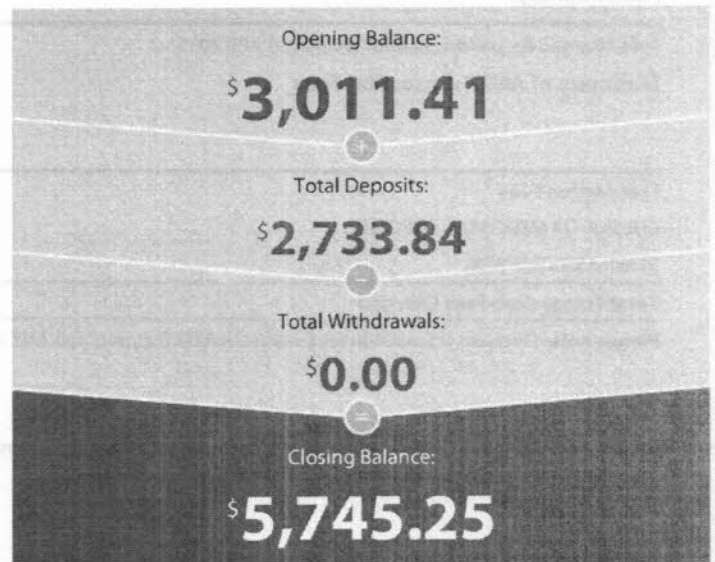 Opening Balance:
$3,011.41
+
Total Deposits:
$2,733.84
−
Total Withdrawals:
$0.00
=
Closing Balance:
$5,745.25